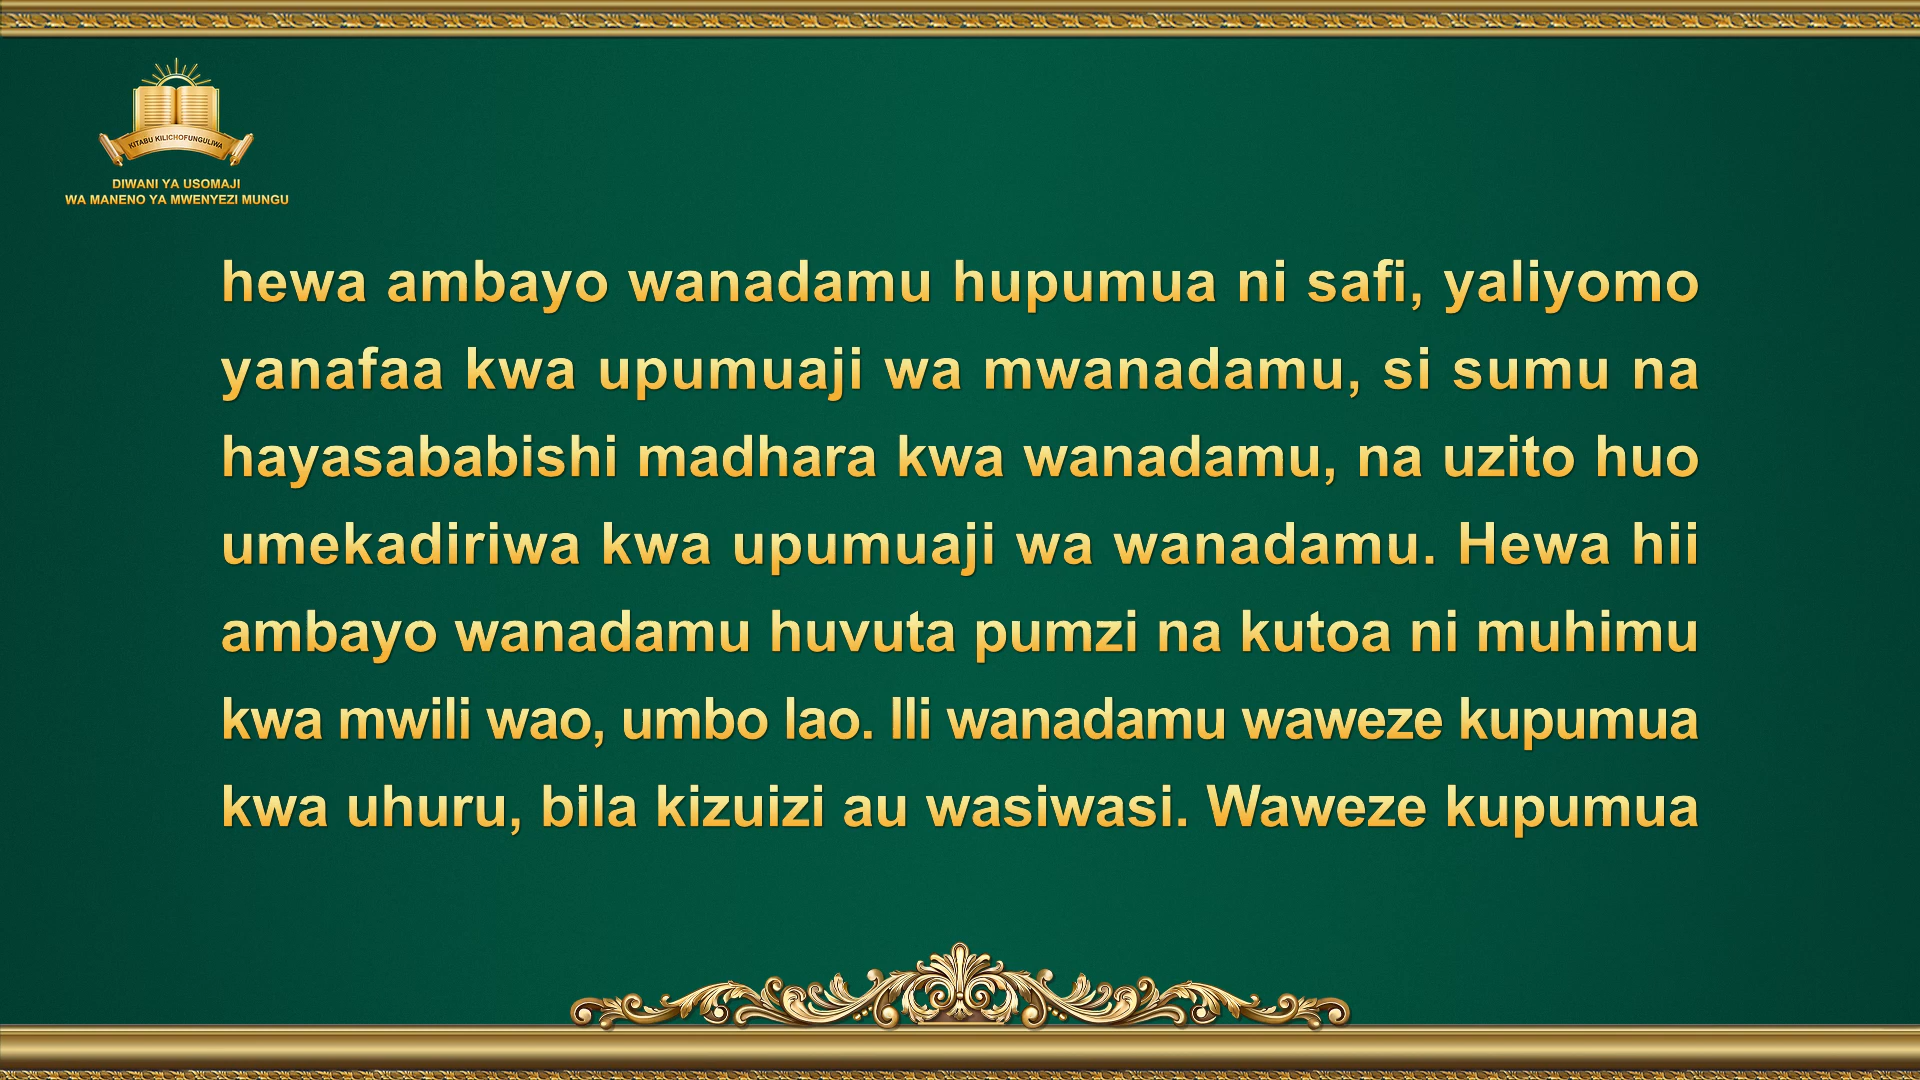 KITABU KILICHOFUNGULIWA
DIWANI YA USOMAJI
WA MANENO YA MWENYEZI MUNGU
hewa ambayo wanadamu hupumua ni safi, yaliyomo
yanafaa kwa upumuaji wa mwanadamu, si sumu na
hayasababishi madhara kwa wanadamu, na uzito huo
umekadiriwa kwa upumuaji wa wanadamu. Hewa hii
ambayo wanadamu huvuta pumzi na kutoa ni muhimu
kwa mwili wao, umbo lao. Ili wanadamu waweze kupumua
kwa uhuru, bila kizuizi au wasiwasi. Waweze kupumua